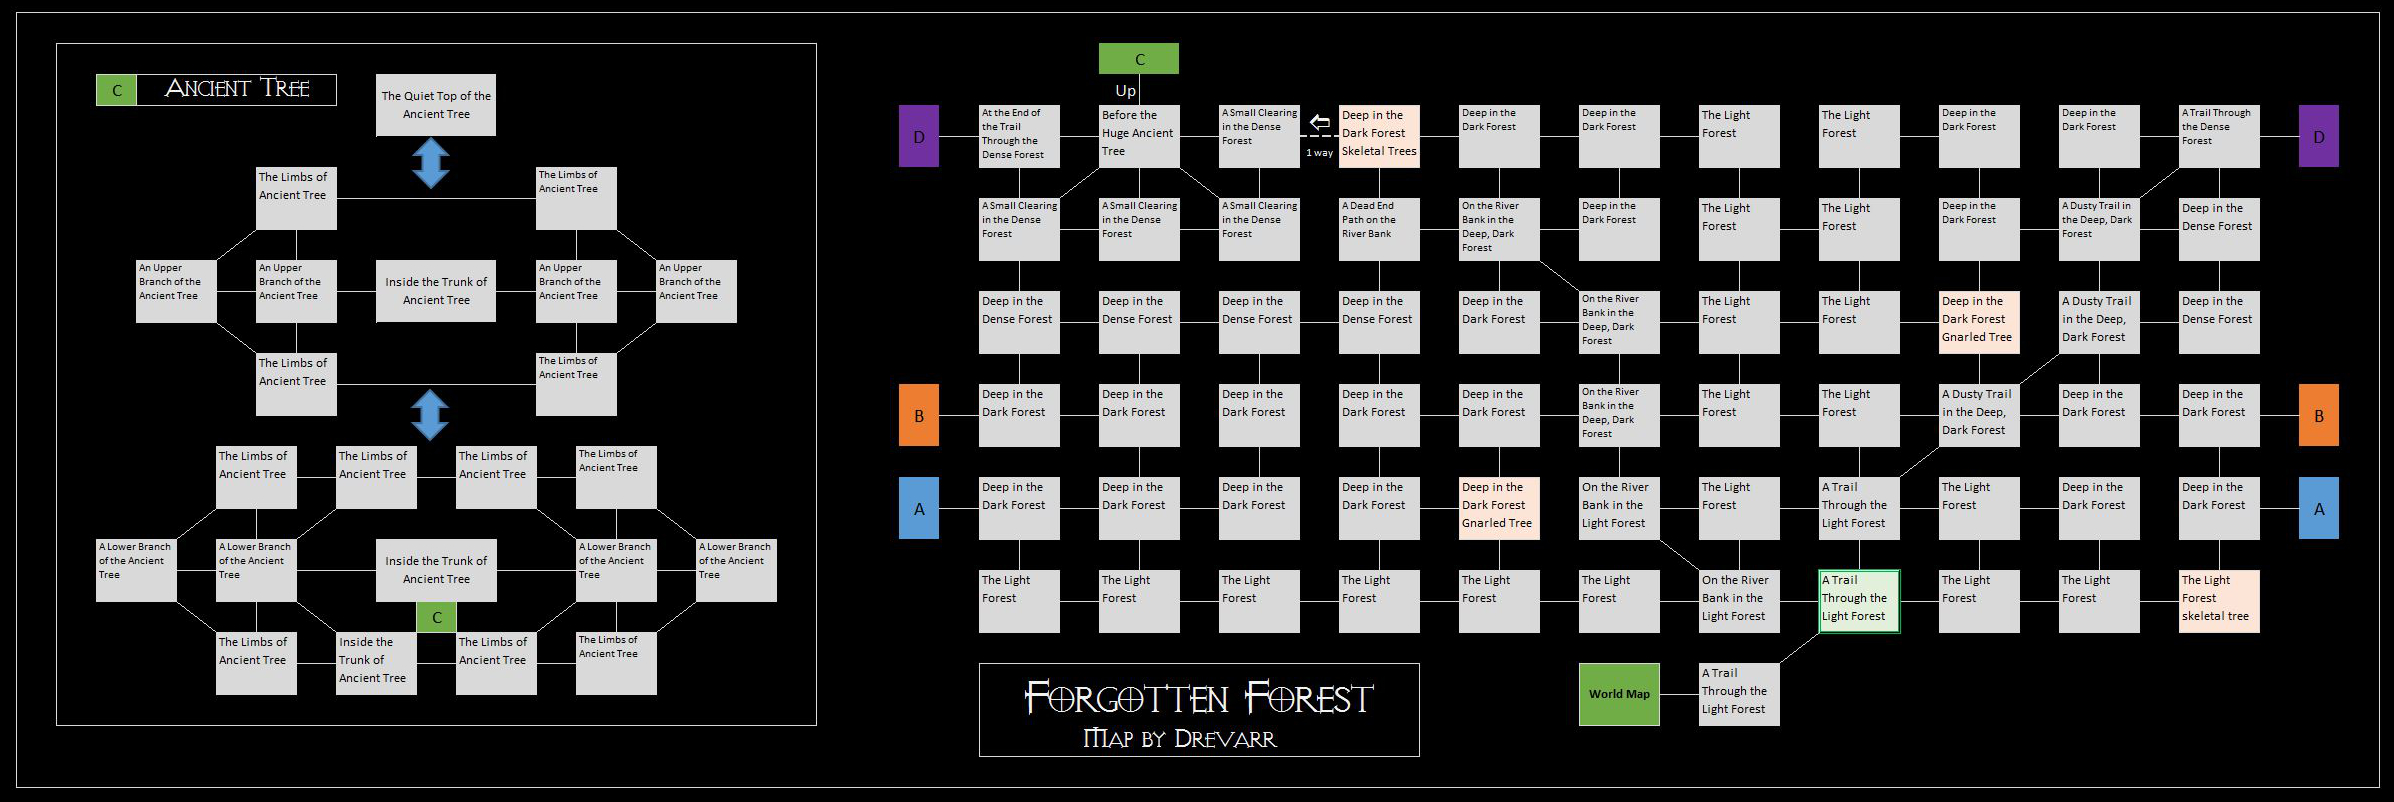 C
Ancient Tree
The Quiet Top of the
Ancient Tree
The Limbs of
Ancient Tree
The Limbs of
Ancient Tree
An Upper
Branch of the
Ancient Tree
An Upper
Branch of the
Ancient Tree
Inside the Trunk of
Ancient Tree
An Upper
Branch of the
Ancient Tree
An Upper
Branch of the
Ancient Tree
The Limbs of
Ancient Tree
The Limbs of
Ancient Tree
The Limbs of
Ancient Tree
The Limbs of
Ancient Tree
The Limbs of
Ancient Tree
The Limbs of
Ancient Tree
A Lower Branch
of the Ancient
Tree
A Lower Branch
of the Ancient
Tree
Inside the Trunk of
Ancient Tree
A Lower Branch
of the Ancient
Tree
A Lower Branch
of the Ancient
Tree
C
The Limbs of
Ancient Tree
Inside the
Trunk of
Ancient Tree
The Limbs of
Ancient Tree
The Limbs of
Ancient Tree
C
Up
D
At the End of
the Trail
Through the
Dense Forest
Before the
Huge Ancient
Tree
A Small Clearing
in the Dense
Forest
1 way
Deep in the
Dark Forest
Skeletal Trees
Deep in the
Dark Forest
Deep in the
Dark Forest
The Light
Forest
The Light
Forest
Deep in the
Dark Forest
Deep in the
Dark Forest
A Trail Through
the Dense
Forest
D
A Small Clearing
in the Dense
Forest
A Small Clearing
in the Dense
Forest
A Small Clearing
in the Dense
Forest
A Dead End
Path on the
River Bank
On the River
Bank in the
Deep, Dark
Forest
Deep in the
Dark Forest
The Light
Forest
The Light
Forest
Deep in the
Dark Forest
A Dusty Trail in
the Deep, Dark
Forest
Deep in the
Dense Forest
Deep in the
Dense Forest
Deep in the
Dense Forest
Deep in the
Dense Forest
Deep in the
Dense Forest
Deep in the
Dark Forest
On the River
Bank in the
Deep, Dark
Forest
The Light
Forest
The Light
Forest
Deep in the
Dark Forest
Gnarled Tree
A Dusty Trail
in the Deep,
Dark Forest
Deep in the
Dense Forest
B
Deep in the
Dark Forest
Deep in the
Dark Forest
Deep in the
Dark Forest
Deep in the
Dark Forest
Deep in the
Dark Forest
On the River
Bank in the
Deep, Dark
Forest
The Light
Forest
The Light
Forest
A Dusty Trail
in the Deep,
Dark Forest
Deep in the
Dark Forest
Deep in the
Dark Forest
B
A
Deep in the
Dark Forest
Deep in the
Dark Forest
Deep in the
Dark Forest
Deep in the
Dark Forest
Deep in the
Dark Forest
Gnarled Tree
On the River
Bank in the
Light Forest
The Light
Forest
A Trail
Through the
Light Forest
The Light
Forest
Deep in the
Dark Forest
Deep in the
Dark Forest
A
The Light
Forest
The Light
Forest
The Light
Forest
The Light
Forest
The Light
Forest
The Light
Forest
On the River
Bank in the
Light Forest
A Trail
Through the
Light Forest
The Light
Forest
The Light
Forest
The Light
Forest
skeletal tree
World Map
A Trail
Through the
Light Forest
Forgotten Forest
Map by Drevarr